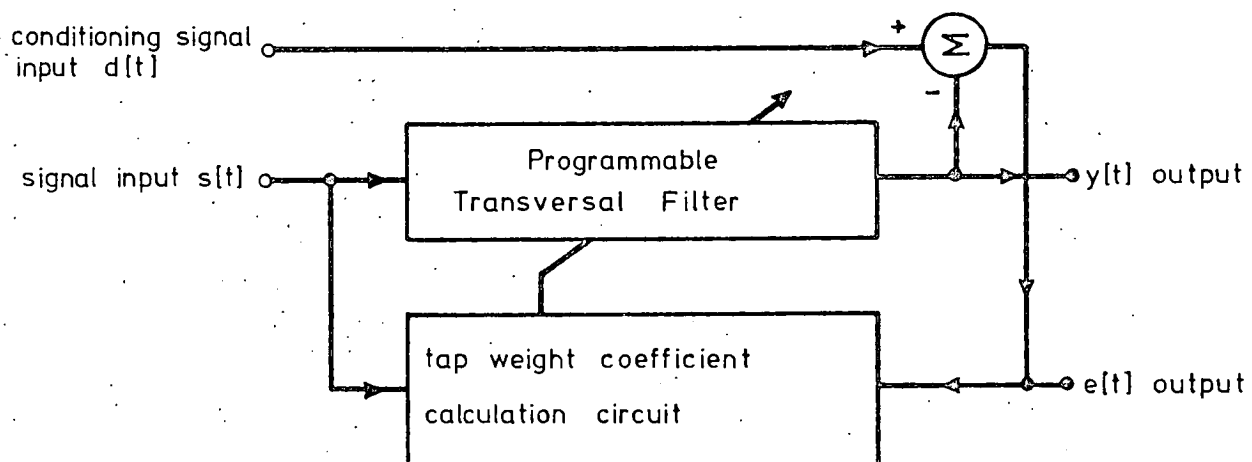 conditioning signal
input d[t]
+
Σ
−
signal input s[t]
Programmable
Transversal Filter
y[t] output
tap weight coefficient
calculation circuit
e[t] output